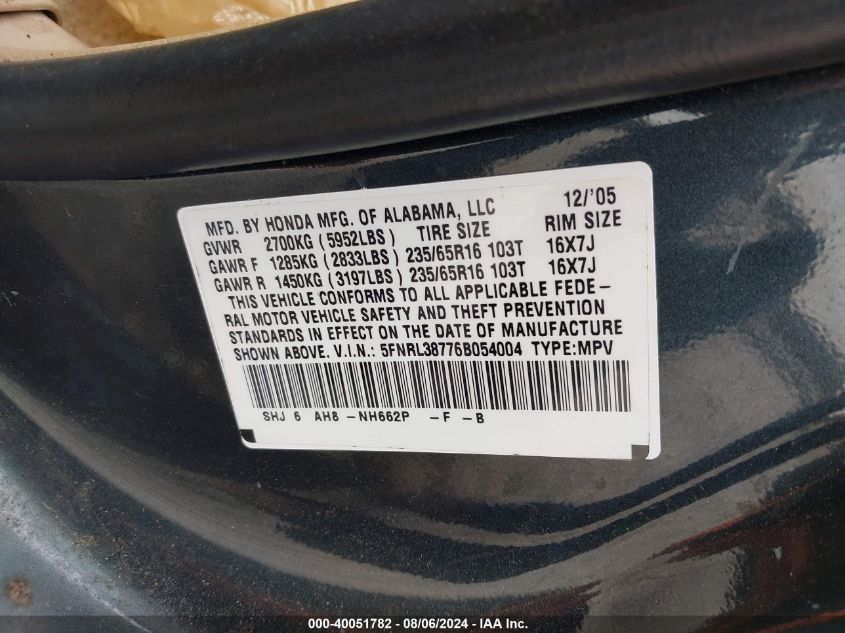 MFD. BY HONDA MFG. OF ALABAMA, LLC 12/'05
GVWR 2700KG (5952LBS) TIRE SIZE RIM SIZE
GAWR F 1285KG (2833LBS) 235/65R16 103T 16X7J
GAWR R 1450KG (3197LBS) 235/65R16 103T 16X7J
THIS VEHICLE CONFORMS TO ALL APPLICABLE FEDE-
RAL MOTOR VEHICLE SAFETY AND THEFT PREVENTION
STANDARDS IN EFFECT ON THE DATE OF MANUFACTURE
SHOWN ABOVE. V.I.N.: 5FNRL38776B054004 TYPE:MPV
SHJ 6 AH8 -NH662P -F -B
000-40051782 - 08/06/2024 - US - IAA Inc.